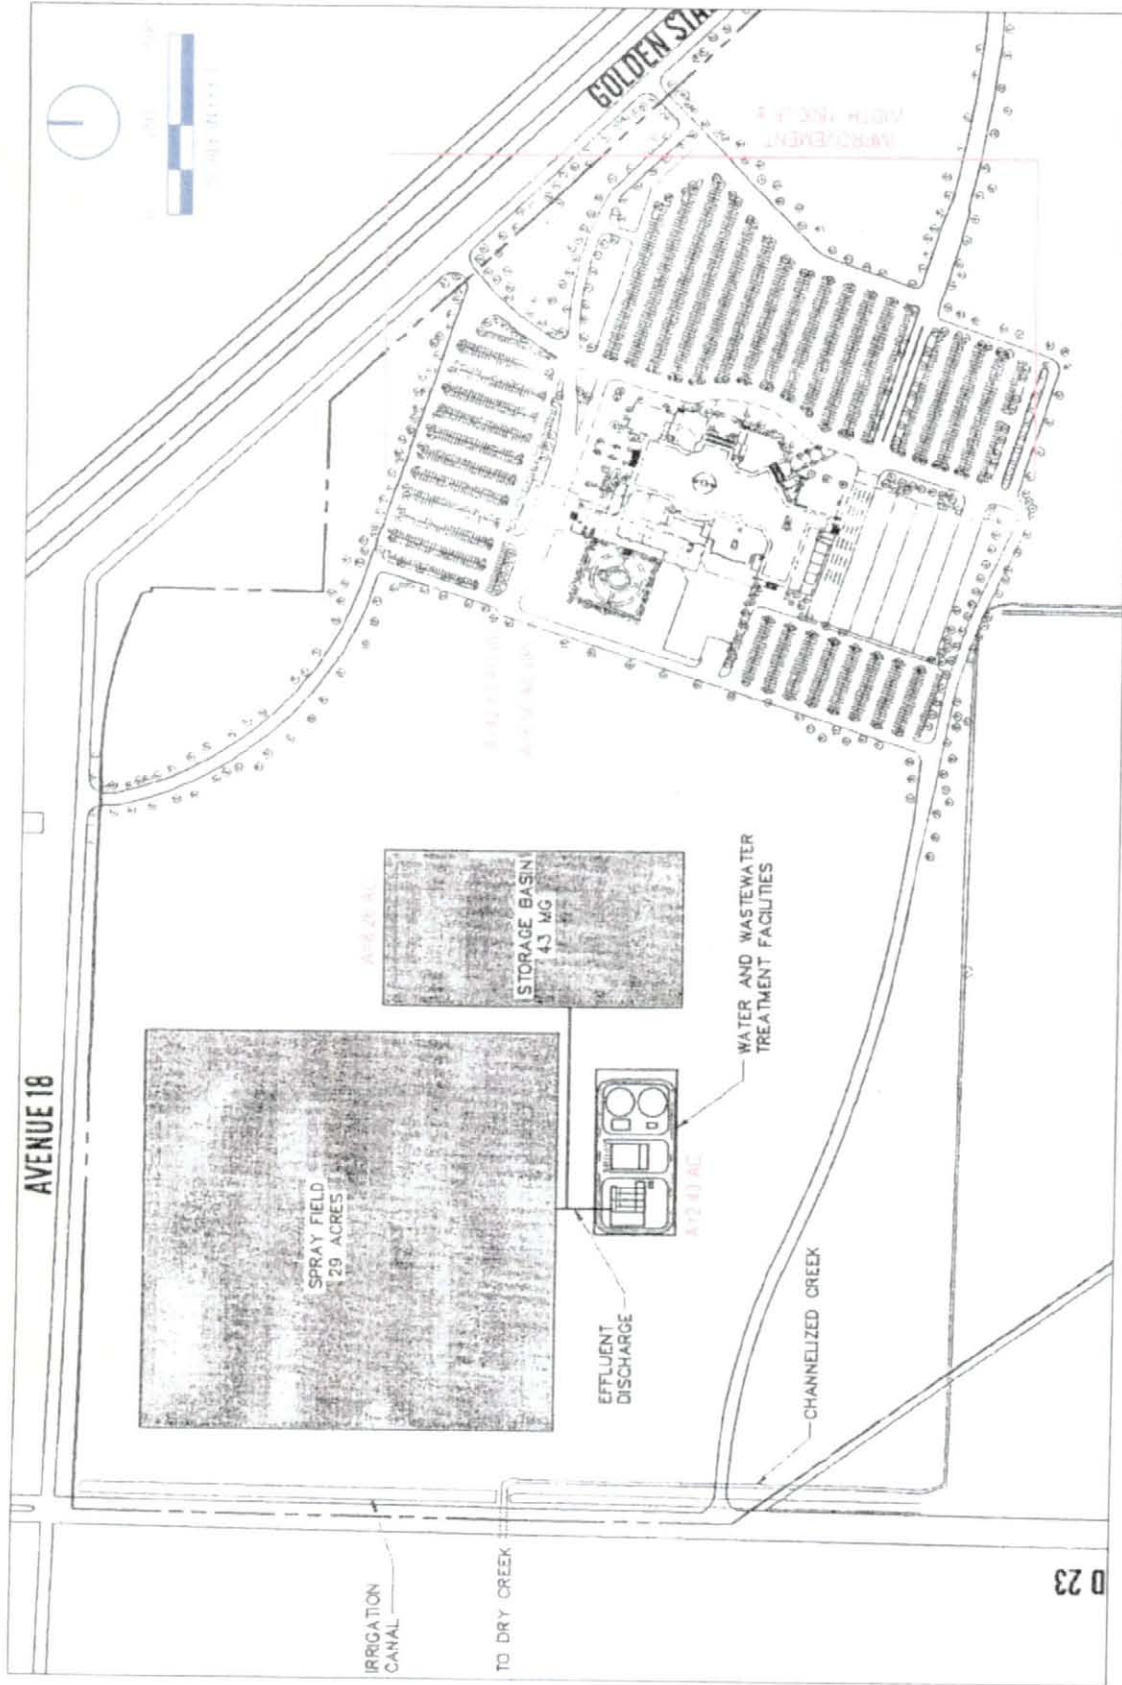 AVENUE 18
GOLDEN STA
IMPROVEMENT
SPRAY FIELD
29 ACRES
STORAGE BASIN
43 MG
WATER AND WASTEWATER
TREATMENT FACILITIES
EFFLUENT
DISCHARGE
CHANNELIZED CREEK
IRRIGATION
CANAL
TO DRY CREEK
D 23